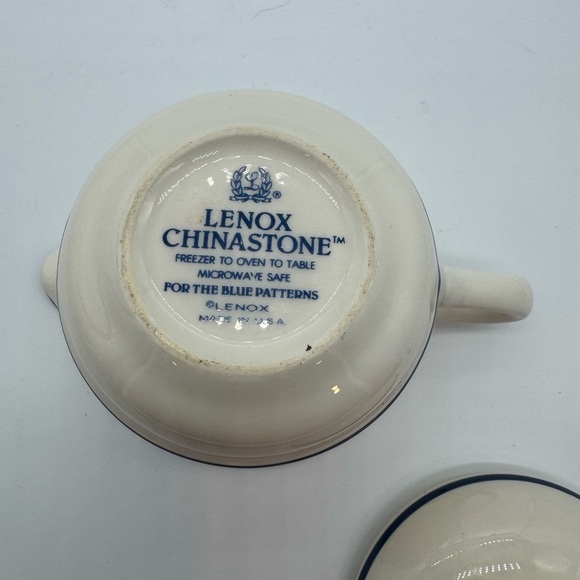 L
®
LENOX
CHINASTONE™
FREEZER TO OVEN TO TABLE
MICROWAVE SAFE
FOR THE BLUE PATTERNS
©LENOX
MADE IN U.S.A.